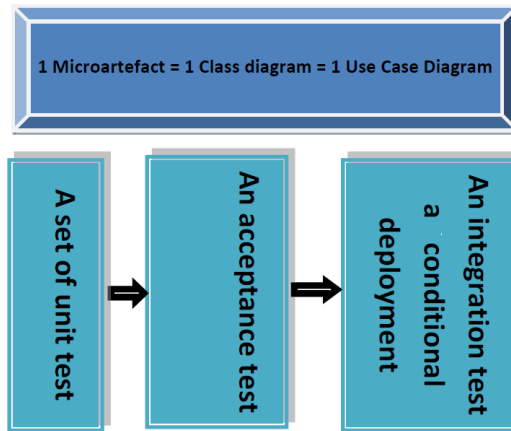 1 Microartefact = 1 Class diagram = 1 Use Case Diagram
A set of unit test
An acceptance test
An integration test
a conditional
deployment